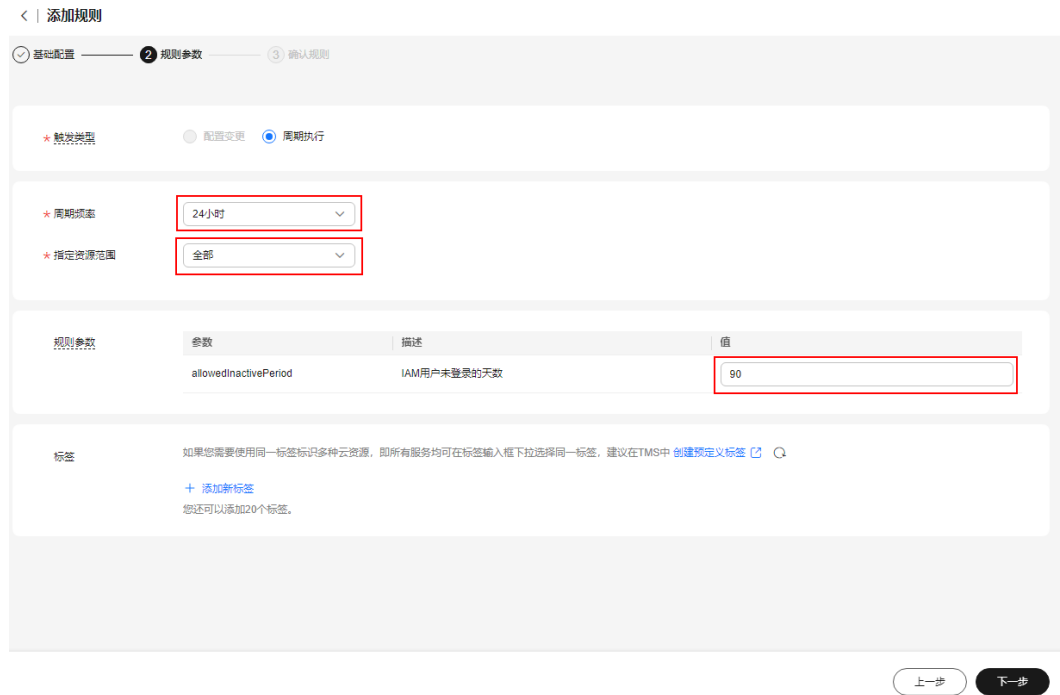 添加规则
基础配置 2 规则参数 3 确认规则
* 触发类型 配置变更 周期执行
* 周期频率 24小时
* 指定资源范围 全部
规则参数 参数 描述 值
allowedInactivePeriod IAM用户未登录的天数 90
标签 如果您需要使用同一标签标识多种云资源，即所有服务均可在标签输入框下拉选择同一标签，建议在TMS中 创建预定义标签
＋ 添加新标签
您还可以添加20个标签。
上一步 下一步